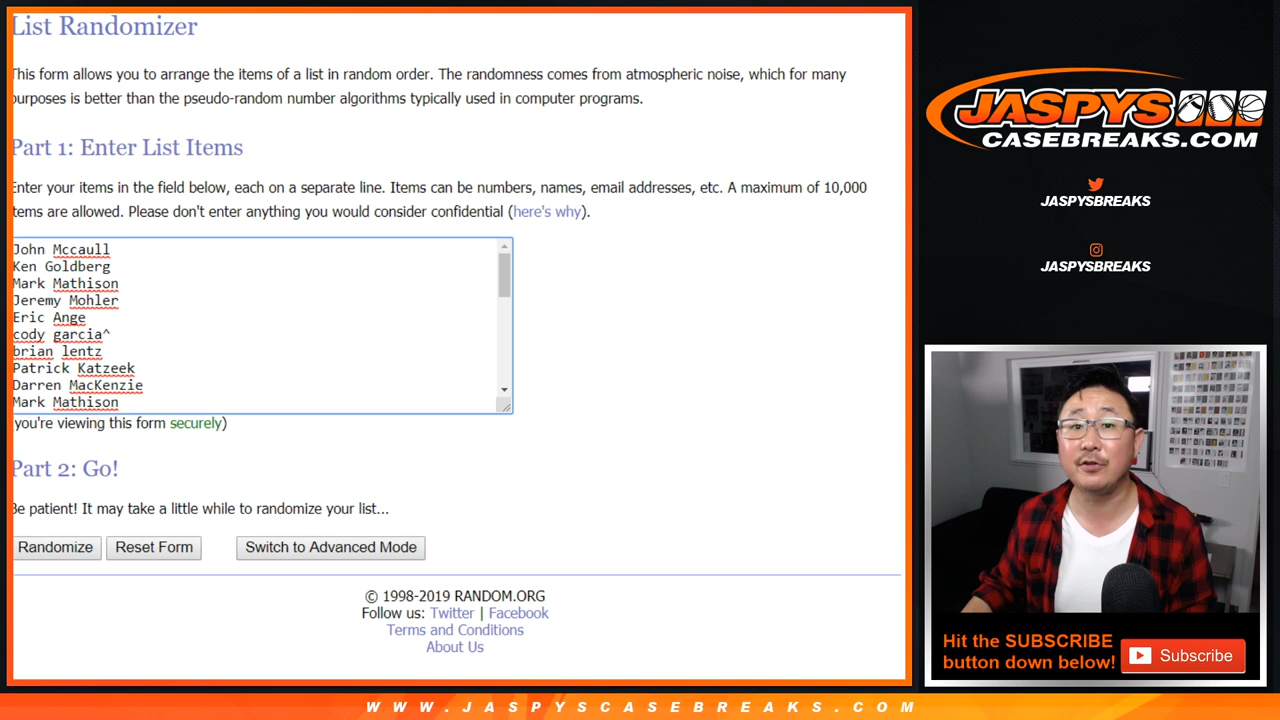 List Randomizer
This form allows you to arrange the items of a list in random order. The randomness comes from atmospheric noise, which for many
purposes is better than the pseudo-random number algorithms typically used in computer programs.
Part 1: Enter List Items
Enter your items in the field below, each on a separate line. Items can be numbers, names, email addresses, etc. A maximum of 10,000
items are allowed. Please don't enter anything you would consider confidential (here's why).
John Mccaull
Ken Goldberg
Mark Mathison
Jeremy Mohler
Eric Ange
cody garcia^
brian lentz
Patrick Katzeek
Darren MacKenzie
Mark Mathison
you're viewing this form securely)
Part 2: Go!
Be patient! It may take a little while to randomize your list...
Randomize Reset Form Switch to Advanced Mode
© 1998-2019 RANDOM.ORG
Follow us: Twitter | Facebook
Terms and Conditions
About Us
JASPYS
CASEBREAKS.COM
JASPYSBREAKS
JASPYSBREAKS
Hit the SUBSCRIBE
button down below!
Subscribe
WWW.JASPYSCASEBREAKS.COM